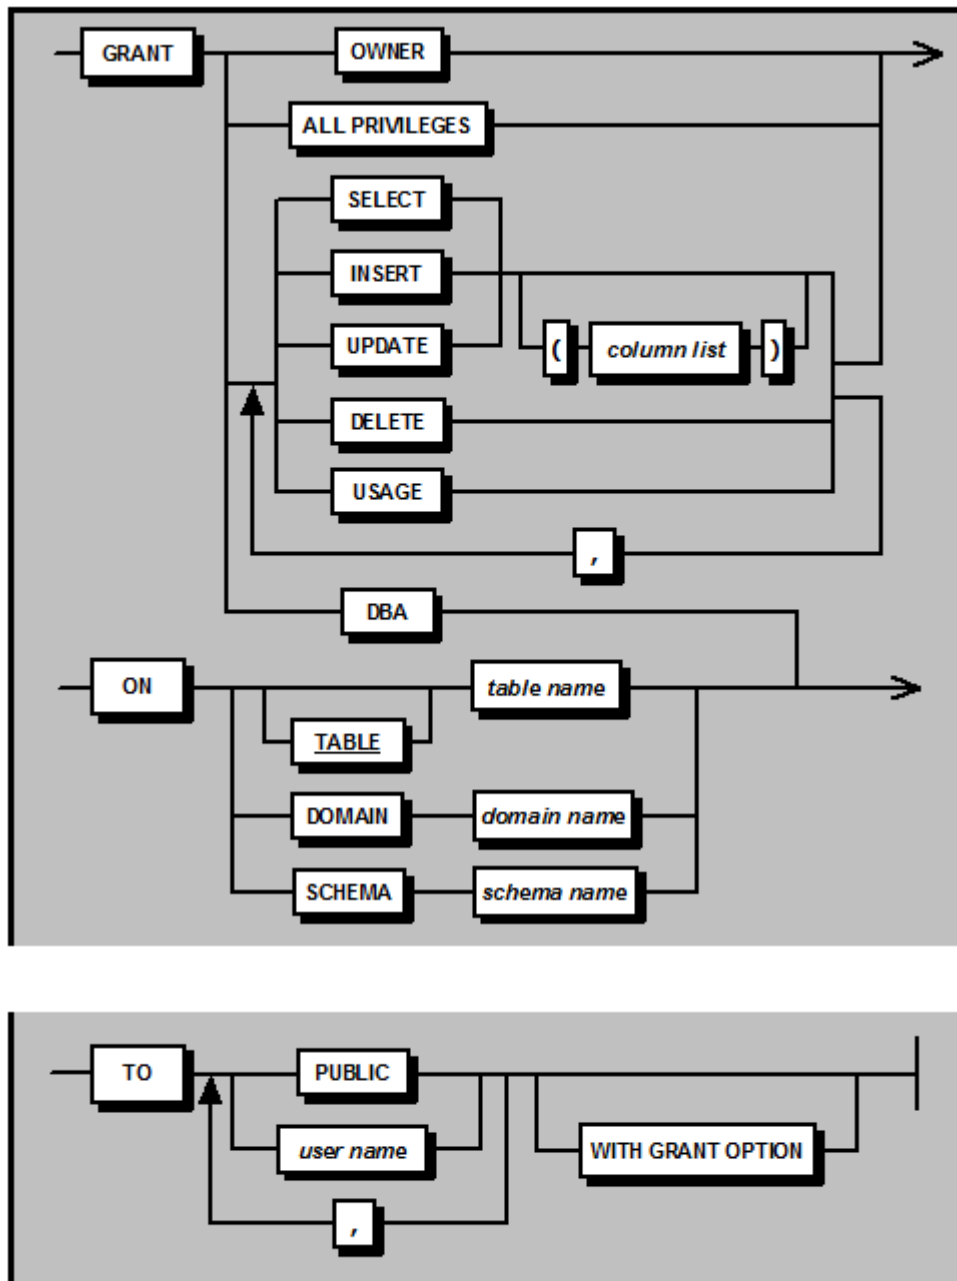 GRANT
OWNER
ALL PRIVILEGES
SELECT
INSERT
UPDATE
( column list )
DELETE
USAGE
,
DBA
ON
table name
TABLE
DOMAIN domain name
SCHEMA schema name
TO
PUBLIC
user name
WITH GRANT OPTION
,